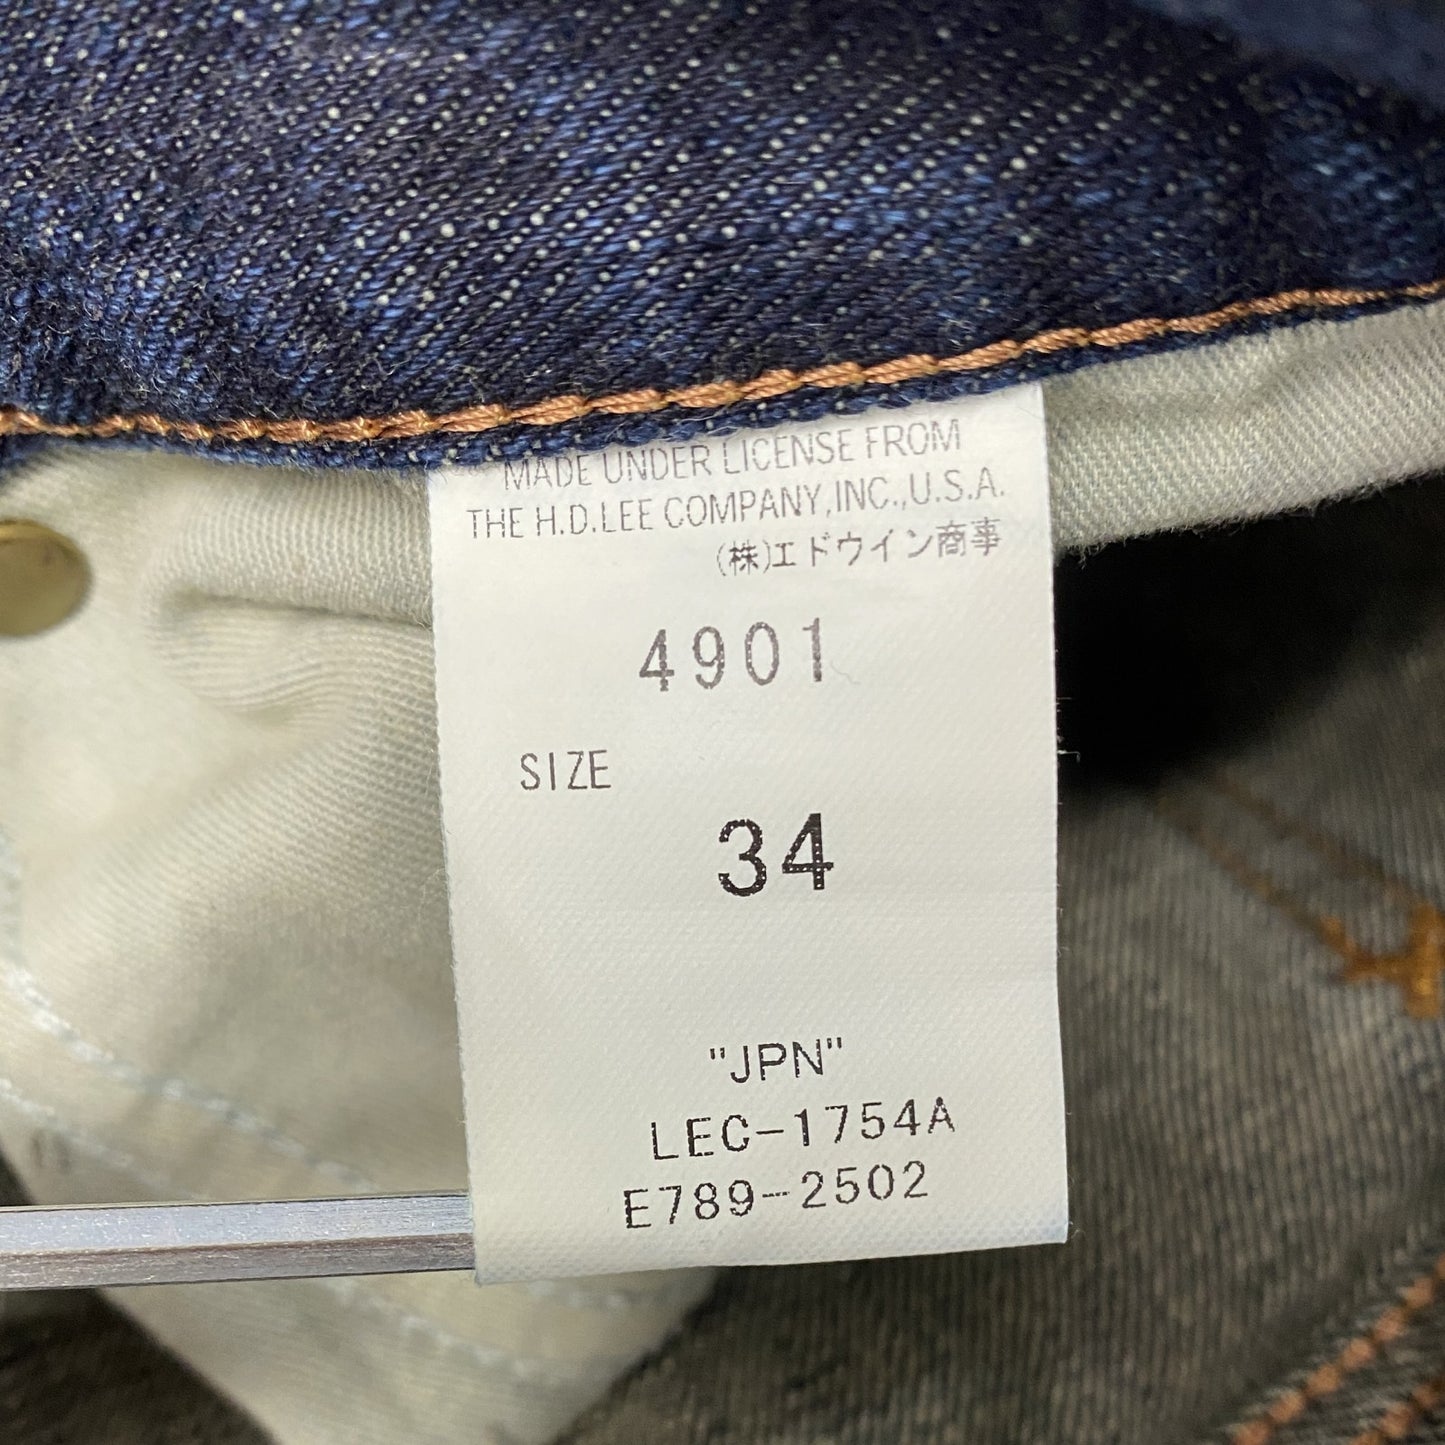 MADE UNDER LICENSE FROM
THE H.D.LEE COMPANY,INC.,U.S.A.
(株)エドウイン商事
4901
SIZE
34
"JPN"
LEC-1754A
E789-2502